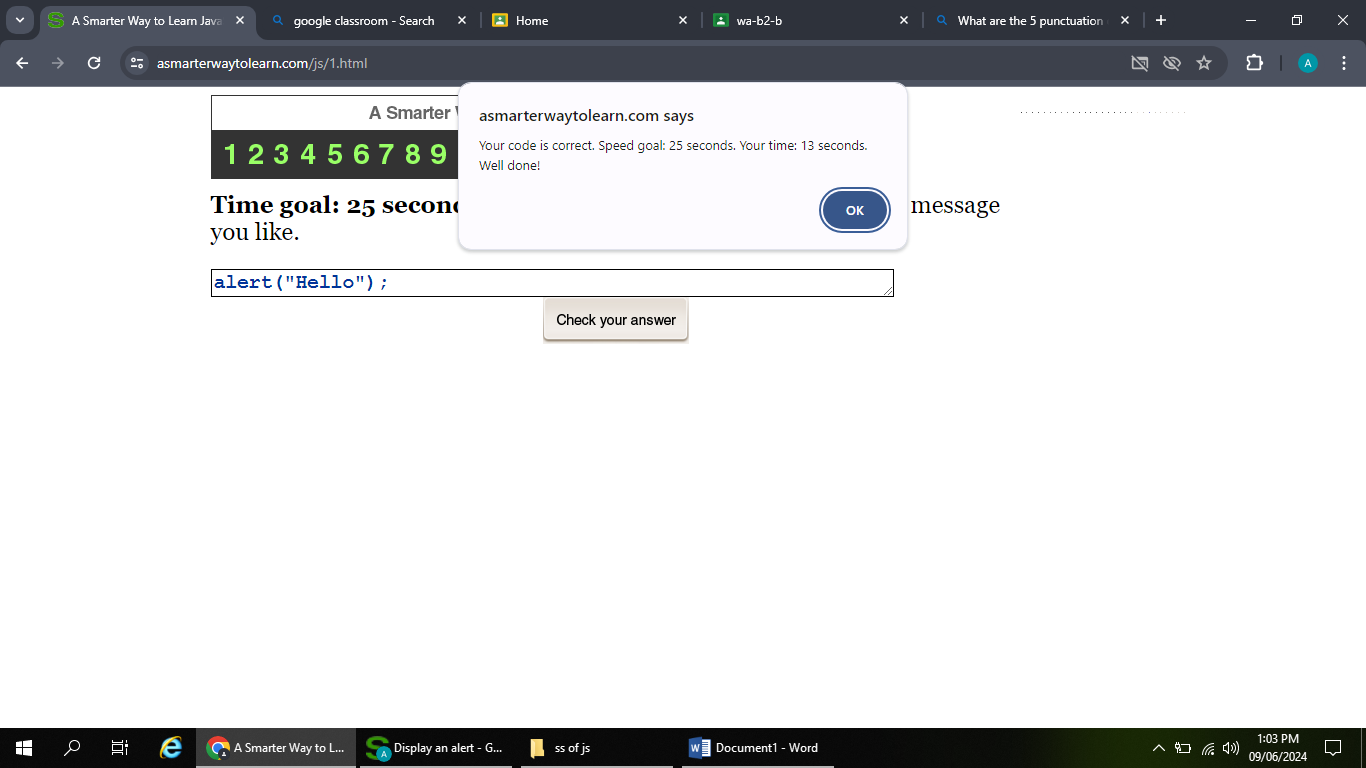 A Smarter Way to Learn Java
google classroom - Search
Home
wa-b2-b
What are the 5 punctuation
asmarterwaytolearn.com/js/1.html
A
A Smarter
1 2 3 4 5 6 7 8 9
asmarterwaytolearn.com says
Your code is correct. Speed goal: 25 seconds. Your time: 13 seconds.
Well done!
OK
Time goal: 25 secon message
you like.
alert("Hello");
Check your answer
A Smarter Way to L...
Display an alert - G...
ss of js
Document1 - Word
1:03 PM
09/06/2024